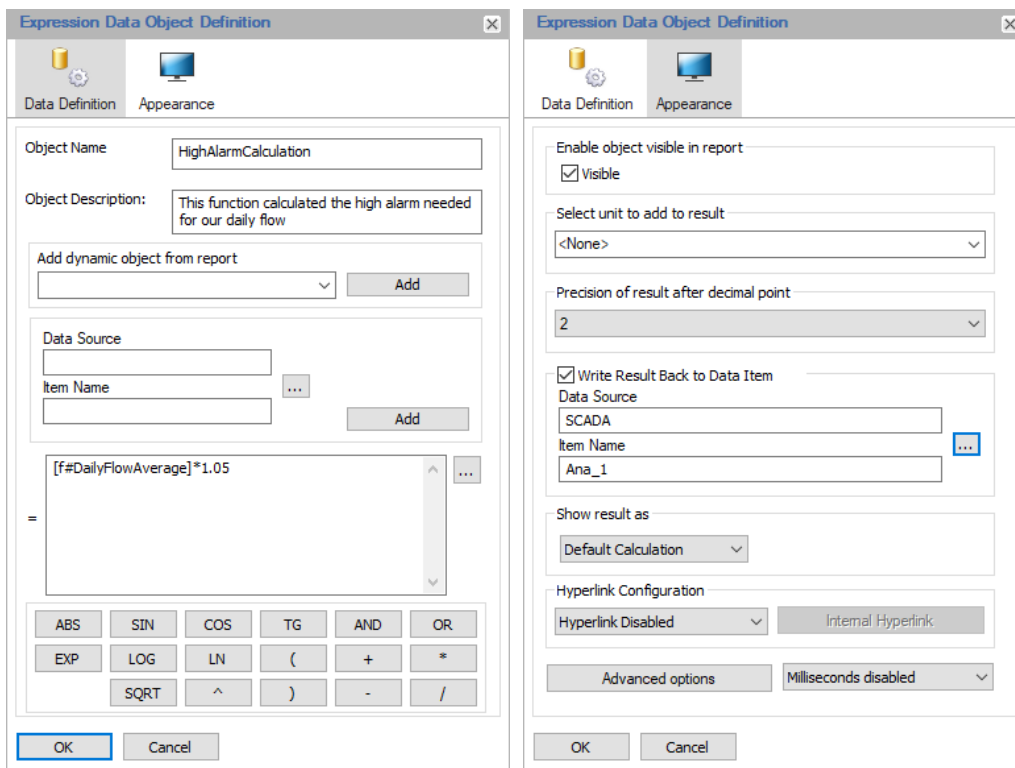 Expression Data Object Definition
Data Definition
Appearance
Object Name
HighAlarmCalculation
Object Description:
This function calculated the high alarm needed
for our daily flow
Add dynamic object from report
Add
Data Source
Item Name
...
Add
[f#DailyFlowAverage]*1.05
...
=
ABS SIN COS TG AND OR
EXP LOG LN ( + *
SQRT ^ ) - /
OK Cancel
Expression Data Object Definition
Data Definition
Appearance
Enable object visible in report
Visible
Select unit to add to result
<None>
Precision of result after decimal point
2
Write Result Back to Data Item
Data Source
SCADA
Item Name
...
Ana_1
Show result as
Default Calculation
Hyperlink Configuration
Hyperlink Disabled Internal Hyperlink
Advanced options Milliseconds disabled
OK Cancel